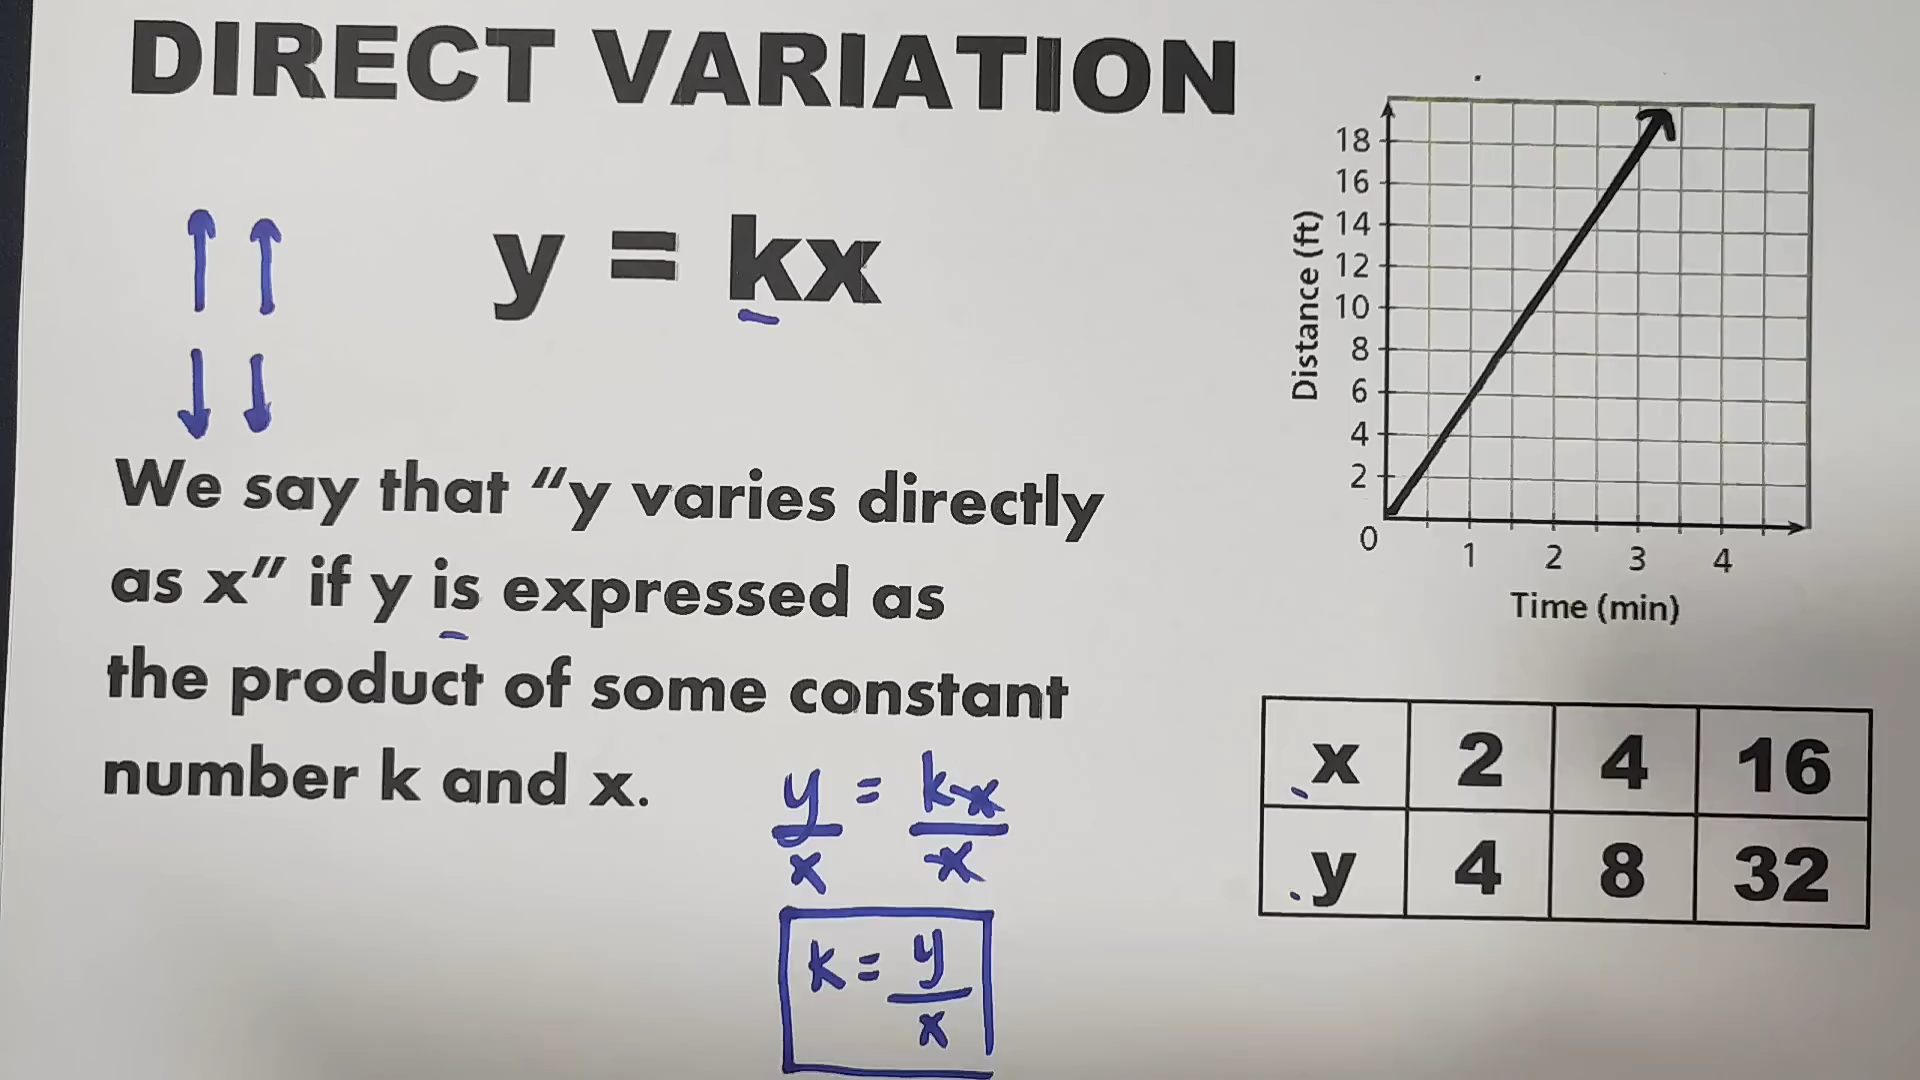 DIRECT VARIATION
y = kx
We say that “y varies directly
as x” if y is expressed as
the product of some constant
number k and x.
y/x = kx/x
k = y/x
Distance (ft)
18
16
14
12
10
8
6
4
2
0
1 2 3 4
Time (min)
x 2 4 16
y 4 8 32